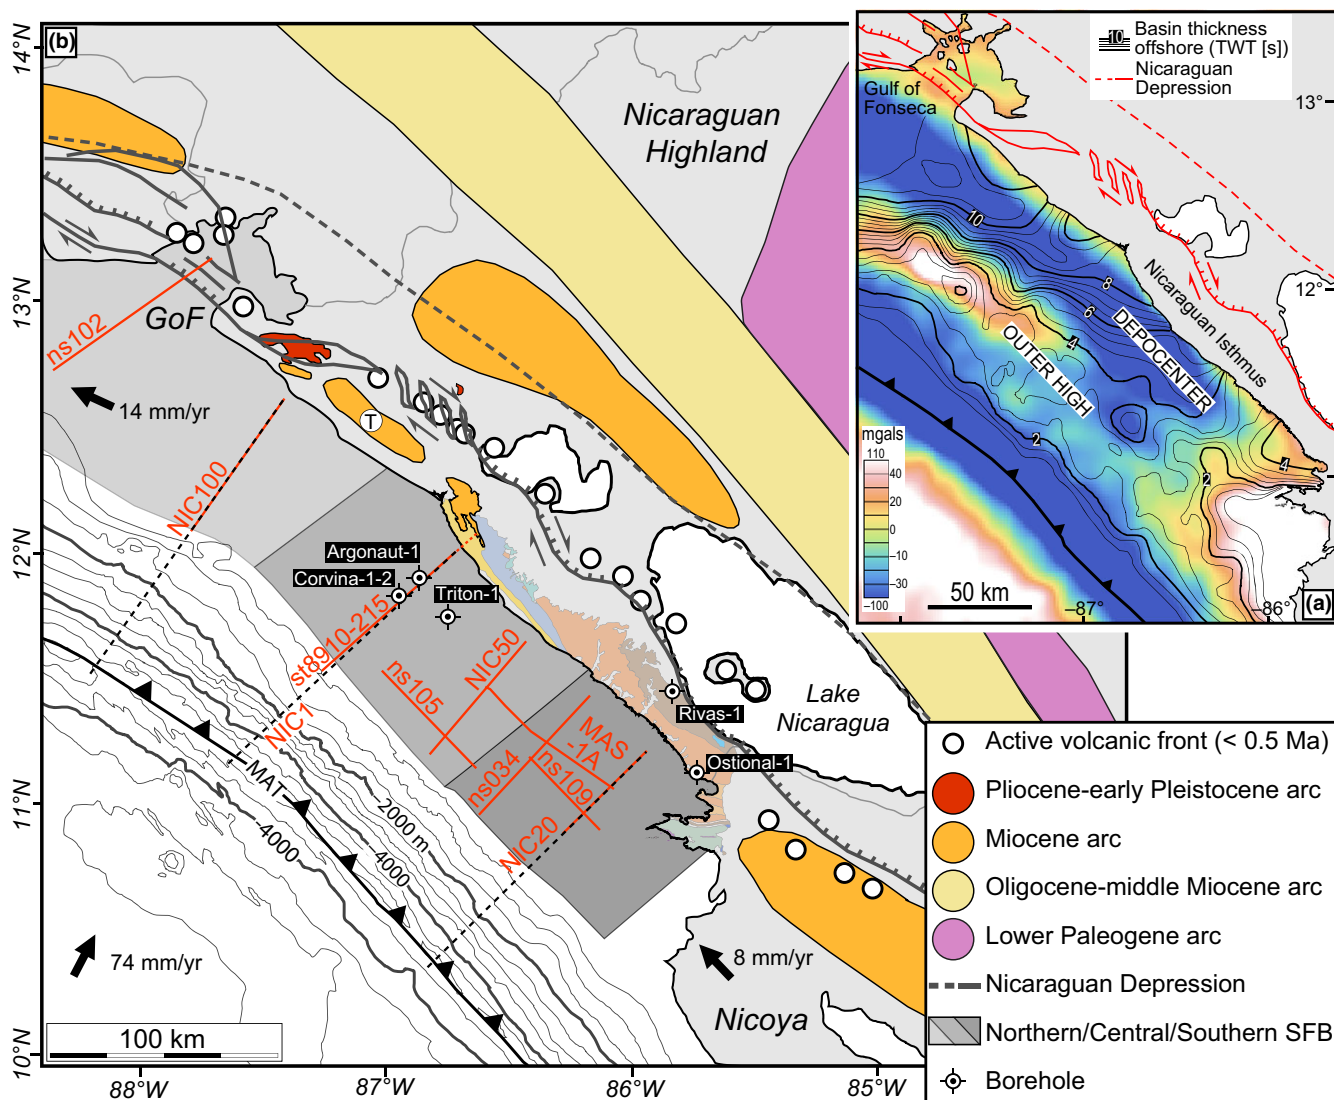 (b)
14°N
13°N
12°N
11°N
10°N
88°W
87°W
86°W
85°W
Nicaraguan
Highland
GoF
ns102
14 mm/yr
T
NIC100
Argonaut-1
Corvina-1-2
Triton-1
st8910-215
NIC1
ns105
NIC50
MAS
-1A
ns034
ns109
NIC20
Rivas-1
Ostional-1
Lake
Nicaragua
MAT
2000 m
4000
4000
74 mm/yr
8 mm/yr
Nicoya
100 km
10
Basin thickness
offshore (TWT [s])
Nicaraguan
Depression
Gulf of
Fonseca
13°
12°
10
8
6
4
2
2
4
DEPOCENTER
OUTER HIGH
Nicaraguan Isthmus
mgals
110
40
20
0
−10
−30
−100
50 km
−87°
−86°
(a)
Active volcanic front (< 0.5 Ma)
Pliocene-early Pleistocene arc
Miocene arc
Oligocene-middle Miocene arc
Lower Paleogene arc
Nicaraguan Depression
Northern/Central/Southern SFB
Borehole